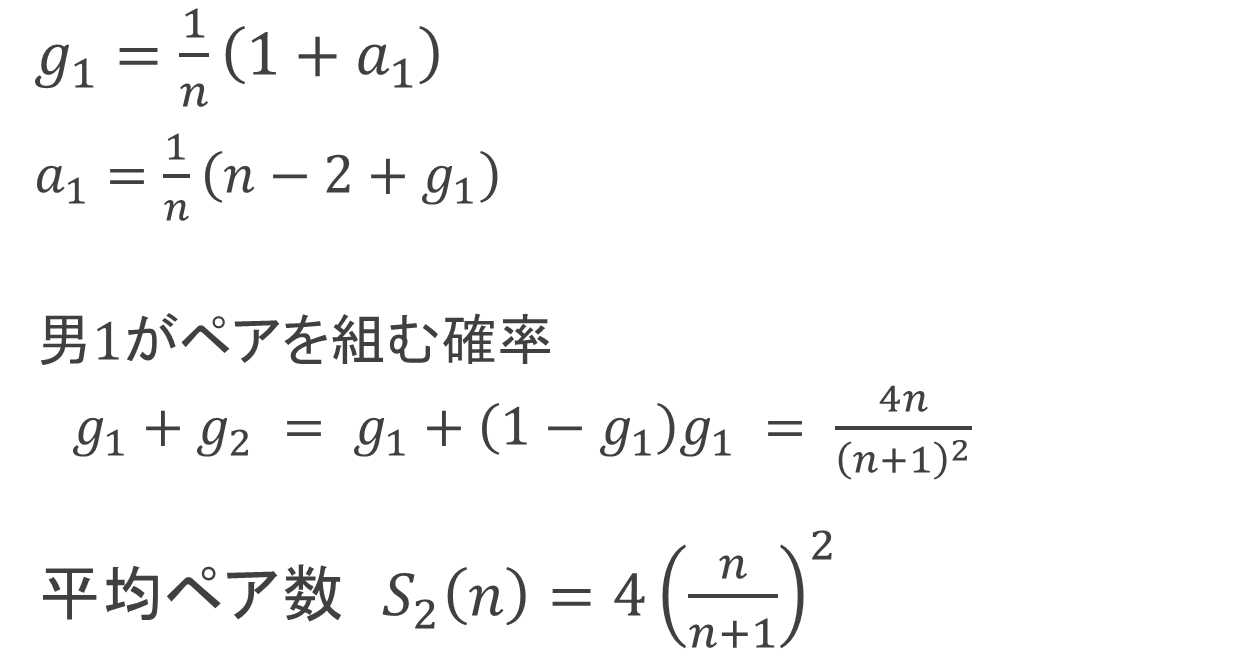 g₁ = 1/n (1 + a₁)
a₁ = 1/n (n − 2 + g₁)
男1がペアを組む確率
g₁ + g₂ = g₁ + (1 − g₁)g₁ = 4n/(n+1)²
平均ペア数 S₂(n) = 4 (n/(n+1))²